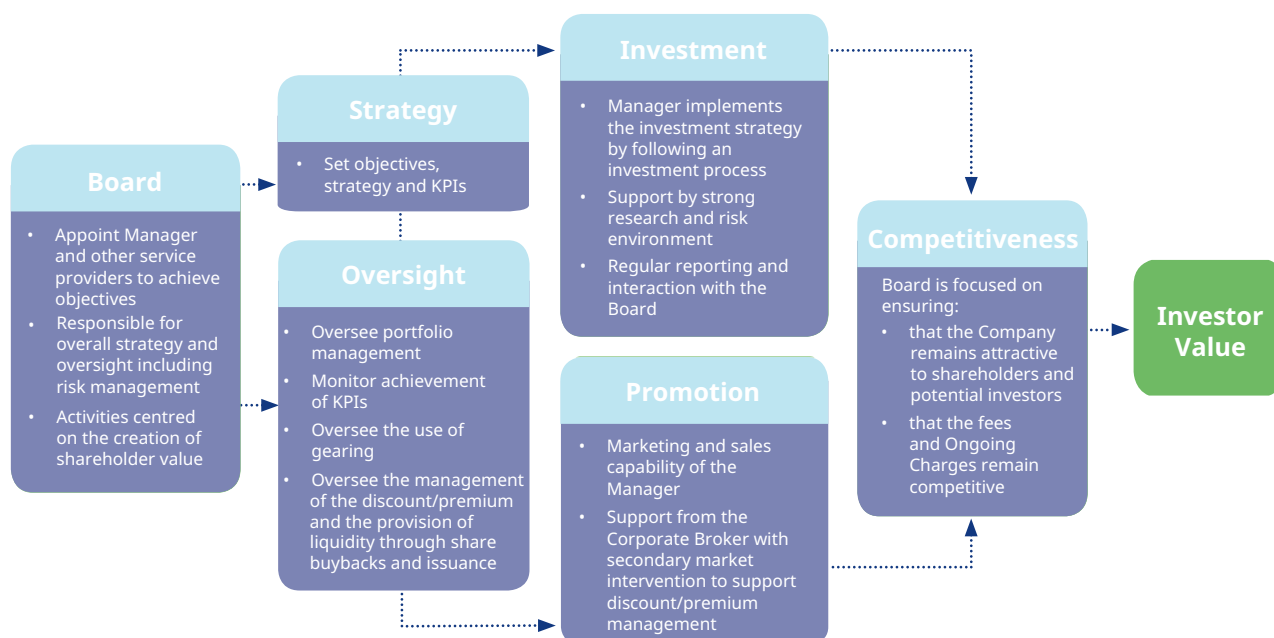 Board
• Appoint Manager
and other service
providers to achieve
objectives
• Responsible for
overall strategy and
oversight including
risk management
• Activities centred
on the creation of
shareholder value
Strategy
• Set objectives,
strategy and KPIs
Oversight
• Oversee portfolio
management
• Monitor achievement
of KPIs
• Oversee the use of
gearing
• Oversee the management
of the discount/premium
and the provision of
liquidity through share
buybacks and issuance
Investment
• Manager implements
the investment strategy
by following an
investment process
• Support by strong
research and risk
environment
• Regular reporting and
interaction with the
Board
Promotion
• Marketing and sales
capability of the
Manager
• Support from the
Corporate Broker with
secondary market
intervention to support
discount/premium
management
Competitiveness
Board is focused on
ensuring:
• that the Company
remains attractive
to shareholders and
potential investors
• that the fees
and Ongoing
Charges remain
competitive
Investor
Value